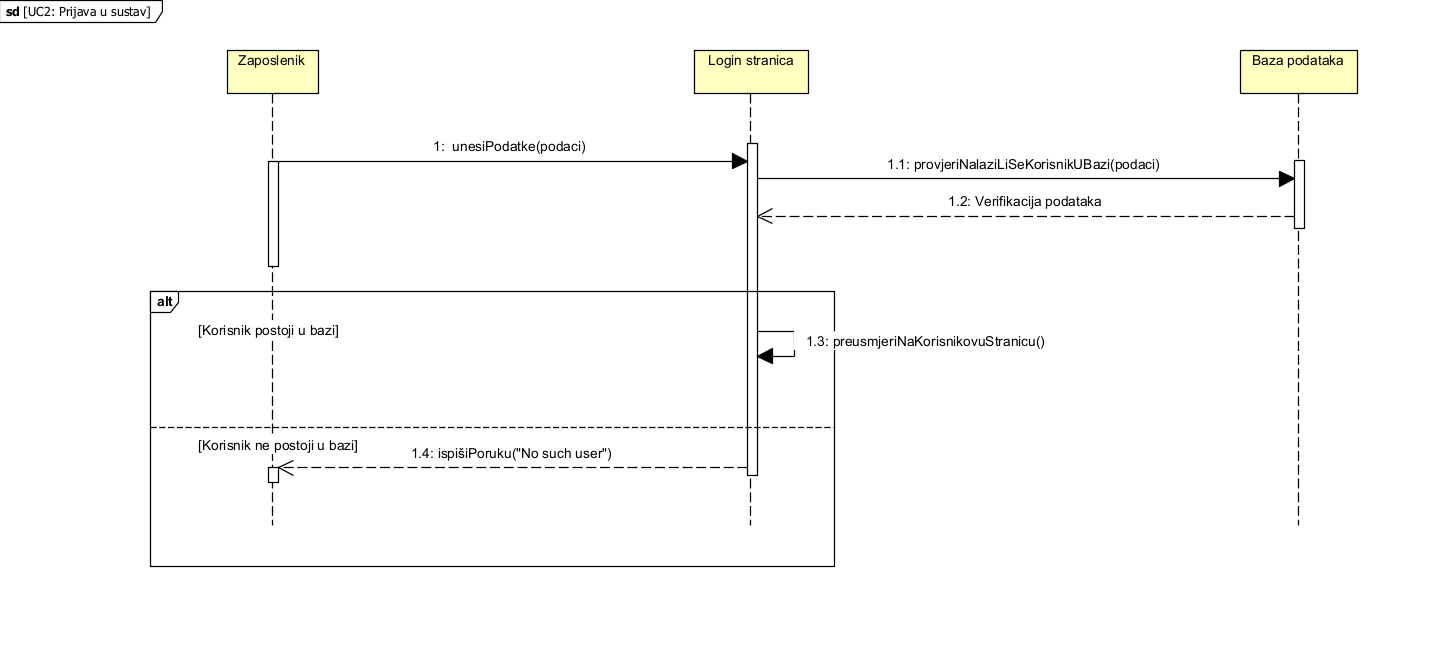 sd [UC2: Prijava u sustav]
Zaposlenik
Login stranica
Baza podataka
1: unesiPodatke(podaci)
1.1: provjeriNalaziLiSeKorisnikUBazi(podaci)
1.2: Verifikacija podataka
alt
[Korisnik postoji u bazi]
1.3: preusmjeriNaKorisnikovuStranicu()
[Korisnik ne postoji u bazi]
1.4: ispišiPoruku("No such user")